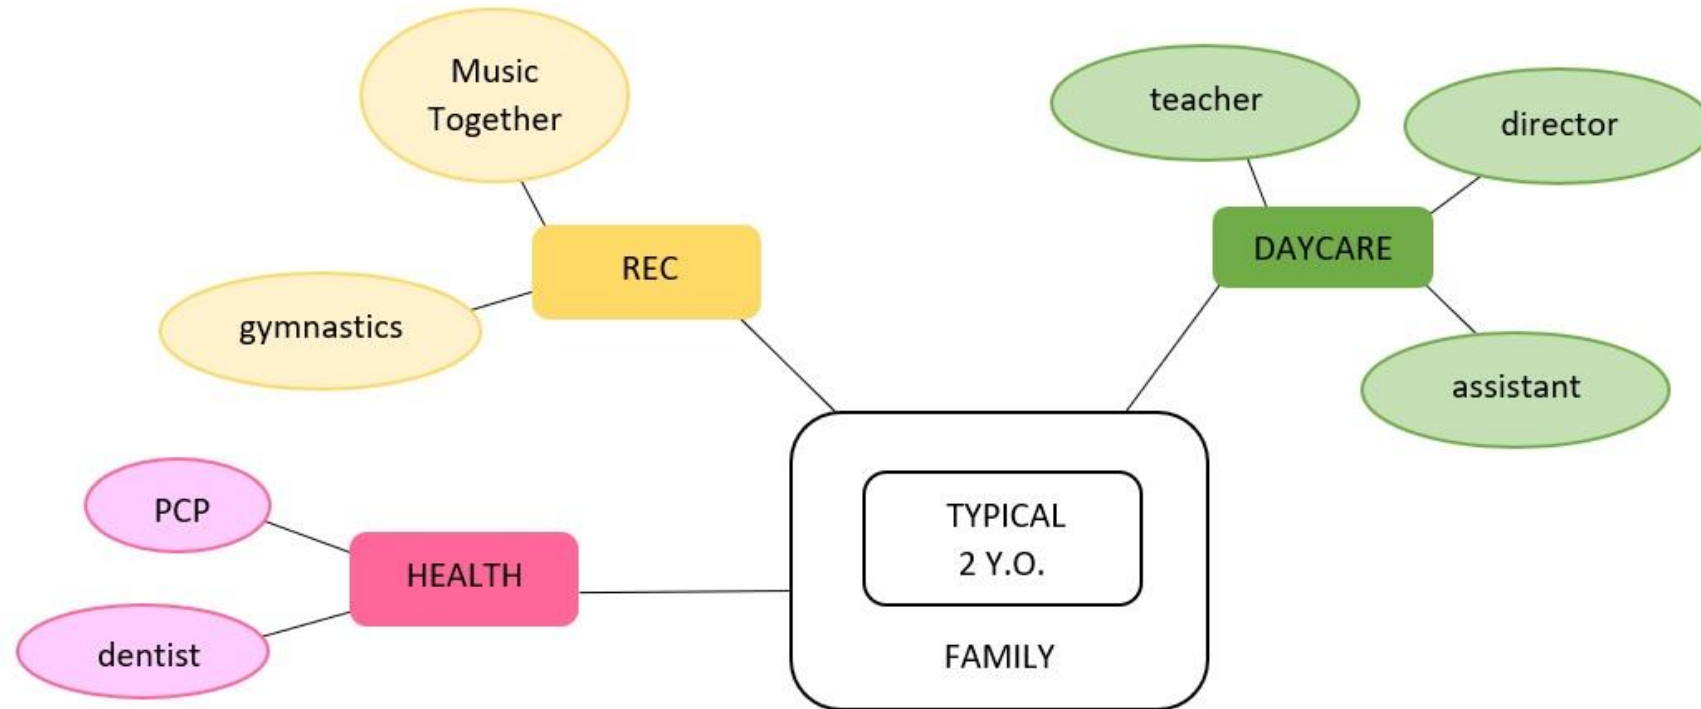 Music
Together
teacher
director
REC
DAYCARE
gymnastics
assistant
PCP
HEALTH
dentist
TYPICAL
2 Y.O.
FAMILY